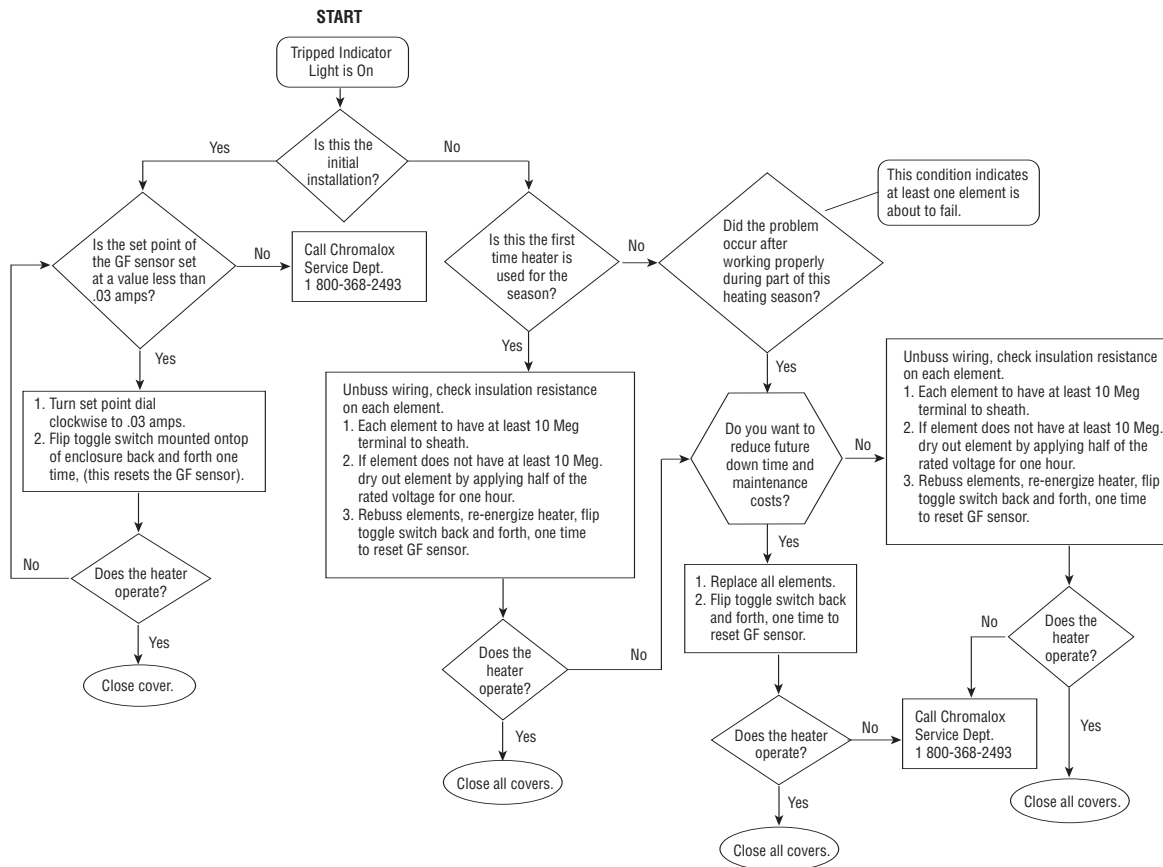 START
Tripped Indicator
Light is On
Is this the
initial
installation?
Yes
No
Is the set point of
the GF sensor set
at a value less than
.03 amps?
No
Call Chromalox
Service Dept.
1 800-368-2493
Yes
1. Turn set point dial
clockwise to .03 amps.
2. Flip toggle switch mounted ontop
of enclosure back and forth one
time, (this resets the GF sensor).
Does the heater
operate?
No
Yes
Close cover.
Is this the first
time heater is
used for the
season?
No
Yes
Unbuss wiring, check insulation resistance
on each element.
1. Each element to have at least 10 Meg
terminal to sheath.
2. If element does not have at least 10 Meg.
dry out element by applying half of the
rated voltage for one hour.
3. Rebuss elements, re-energize heater, flip
toggle switch back and forth, one time
to reset GF sensor.
Does the
heater
operate?
No
Yes
Close all covers.
Did the problem
occur after
working properly
during part of this
heating season?
This condition indicates
at least one element is
about to fail.
Yes
Do you want to
reduce future
down time and
maintenance
costs?
No
Yes
1. Replace all elements.
2. Flip toggle switch back
and forth, one time to
reset GF sensor.
Does the heater
operate?
No
Yes
Close all covers.
Unbuss wiring, check insulation resistance
on each element.
1. Each element to have at least 10 Meg
terminal to sheath.
2. If element does not have at least 10 Meg.
dry out element by applying half of the
rated voltage for one hour.
3. Rebuss elements, re-energize heater, flip
toggle switch back and forth, one time
to reset GF sensor.
Does the
heater
operate?
No
Call Chromalox
Service Dept.
1 800-368-2493
Yes
Close all covers.